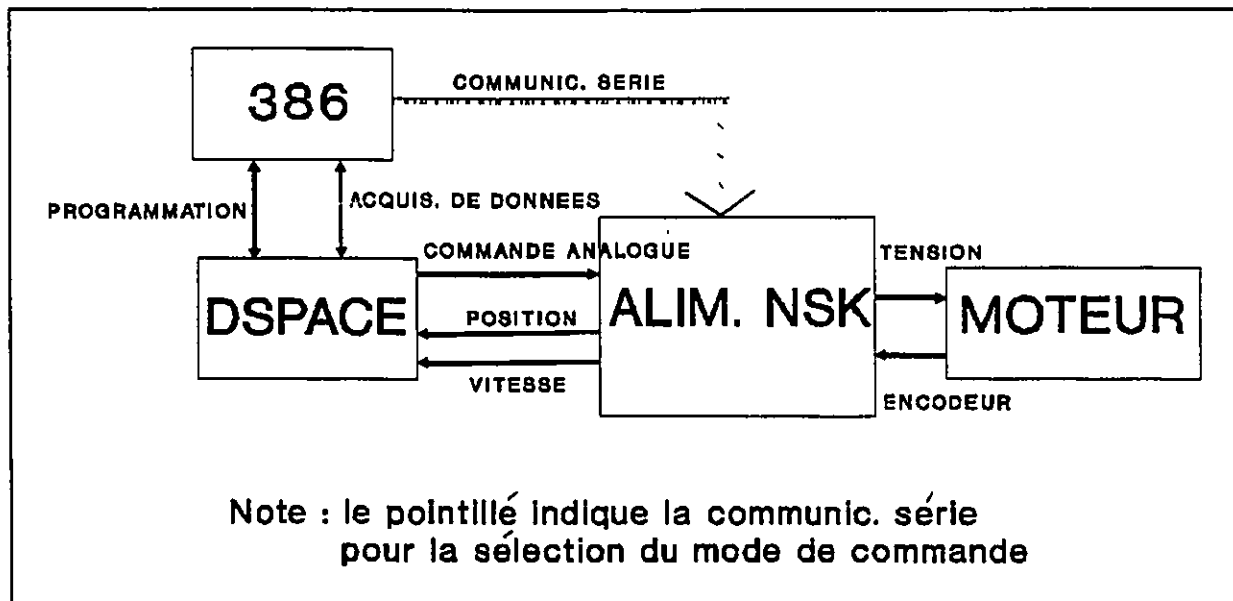 386
COMMUNIC. SERIE
PROGRAMMATION
ACQUIS. DE DONNEES
DSPACE
COMMANDE ANALOGUE
POSITION
VITESSE
ALIM. NSK
TENSION
ENCODEUR
MOTEUR
Note : le pointillé indique la communic. série
pour la sélection du mode de commande